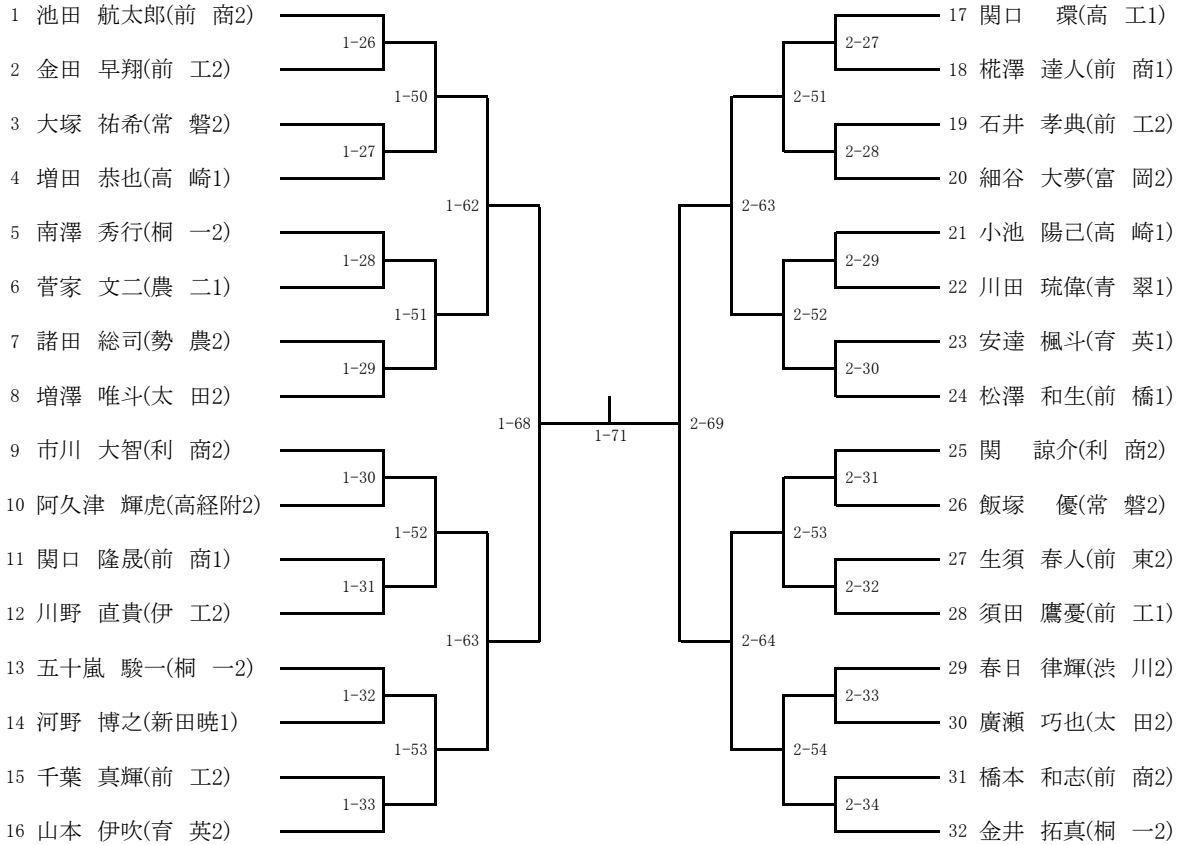 1 池田 航太郎(前 商2)
2 金田 早翔(前 工2)
3 大塚 祐希(常 磐2)
4 増田 恭也(高 崎1)
5 南澤 秀行(桐 一2)
6 菅家 文二(農 二1)
7 諸田 総司(勢 農2)
8 増澤 唯斗(太 田2)
9 市川 大智(利 商2)
10 阿久津 輝虎(高経附2)
11 関口 隆晟(前 商1)
12 川野 直貴(伊 工2)
13 五十嵐 駿一(桐 一2)
14 河野 博之(新田暁1)
15 千葉 真輝(前 工2)
16 山本 伊吹(育 英2)
1-26
1-27
1-28
1-29
1-30
1-31
1-32
1-33
1-50
1-51
1-52
1-53
1-62
1-63
1-68
1-71
2-69
2-63
2-64
2-51
2-52
2-53
2-54
2-27
2-28
2-29
2-30
2-31
2-32
2-33
2-34
17 関口 環(高 工1)
18 椛澤 達人(前 商1)
19 石井 孝典(前 工2)
20 細谷 大夢(富 岡2)
21 小池 陽己(高 崎1)
22 川田 琉偉(青 翠1)
23 安達 楓斗(育 英1)
24 松澤 和生(前 橋1)
25 関 諒介(利 商2)
26 飯塚 優(常 磐2)
27 生須 春人(前 東2)
28 須田 鷹憂(前 工1)
29 春日 律輝(渋 川2)
30 廣瀬 巧也(太 田2)
31 橋本 和志(前 商2)
32 金井 拓真(桐 一2)